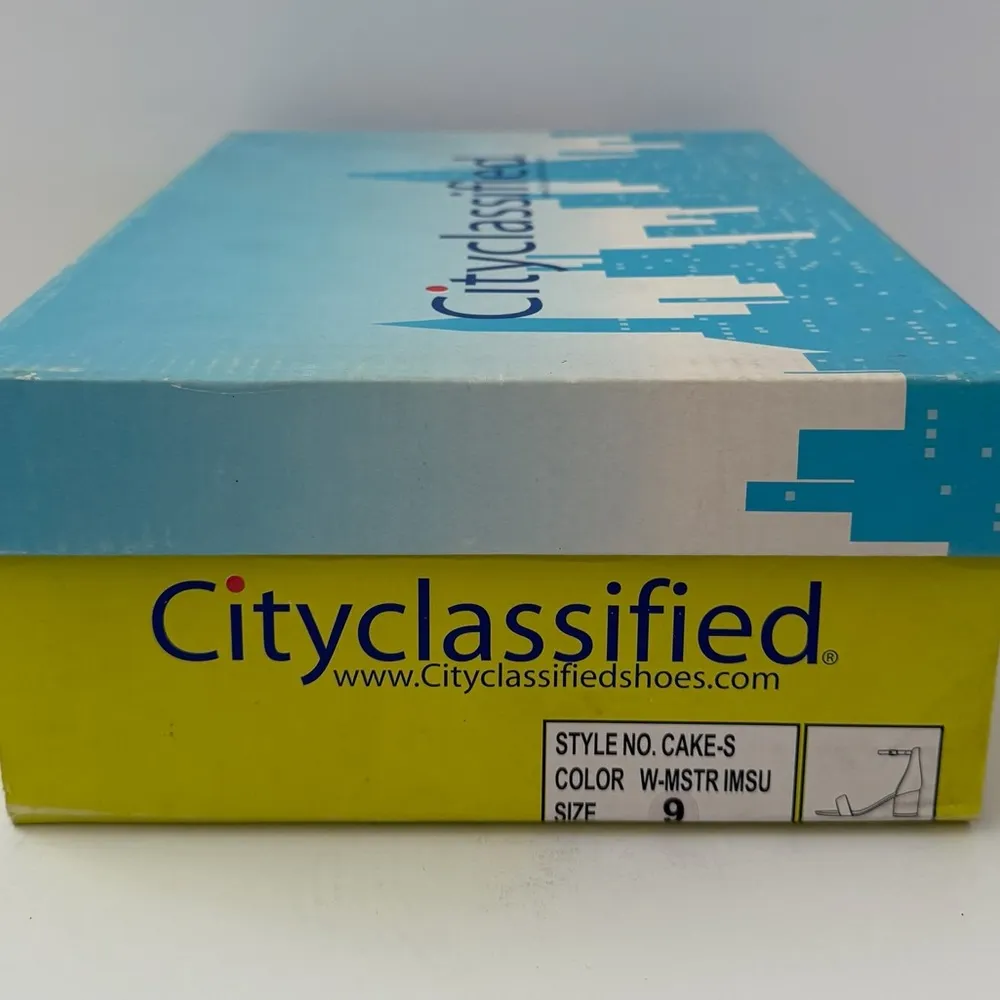 Cityclassified
Cityclassified®
www.Cityclassifiedshoes.com
STYLE NO. CAKE-S
COLOR W-MSTR IMSU
SIZE 9